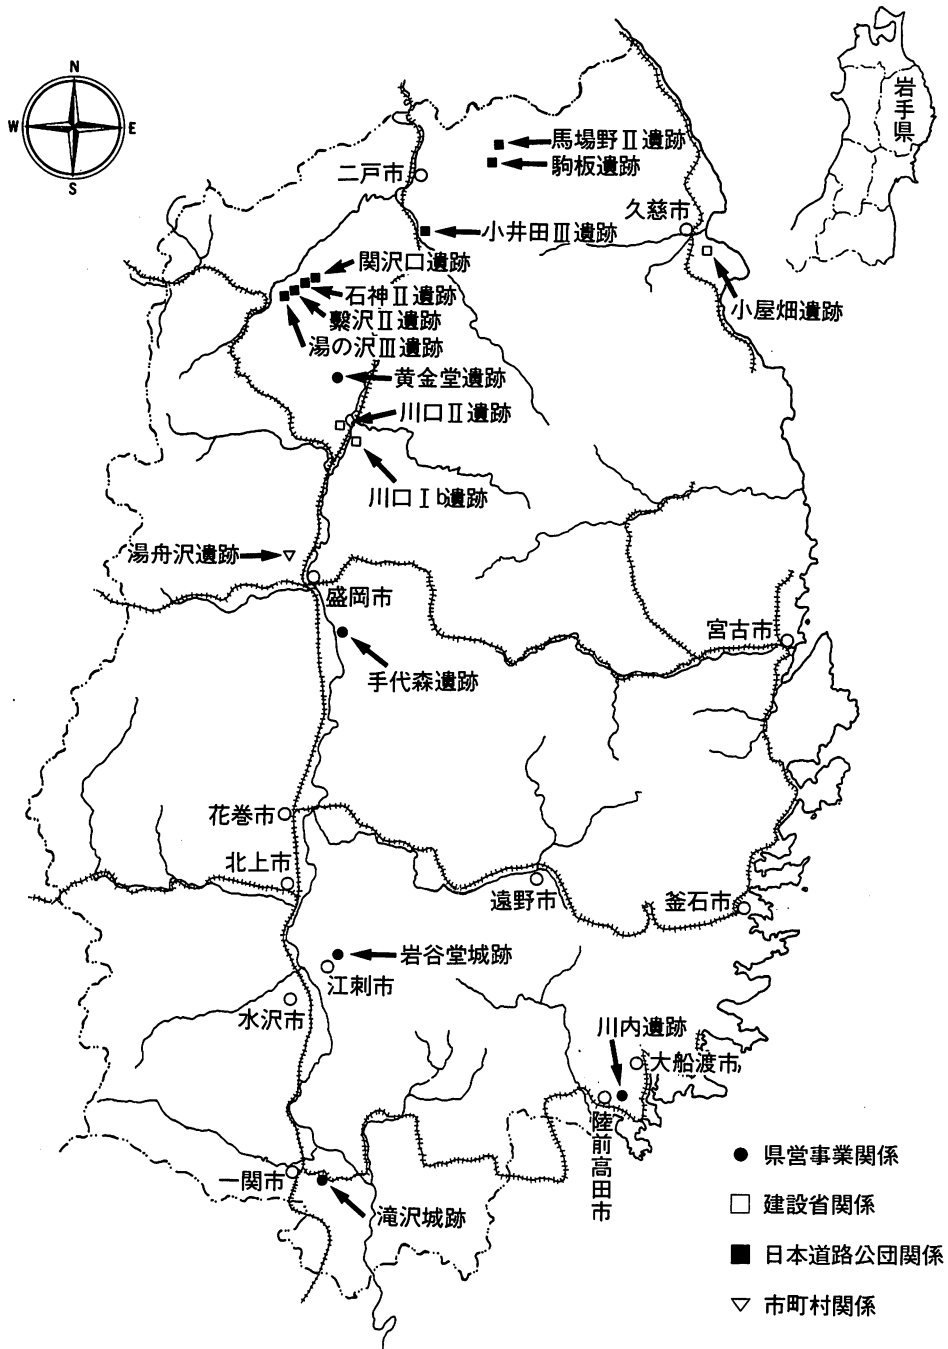 N
W
E
S
岩手県
馬場野Ⅱ遺跡
駒板遺跡
二戸市
久慈市
小井田Ⅲ遺跡
関沢口遺跡
石神Ⅱ遺跡
小屋畑遺跡
繋沢Ⅱ遺跡
湯の沢Ⅲ遺跡
黄金堂遺跡
川口Ⅱ遺跡
川口Ⅰb遺跡
湯舟沢遺跡
盛岡市
宮古市
手代森遺跡
花巻市
北上市
遠野市
釜石市
岩谷堂城跡
江刺市
水沢市
川内遺跡
大船渡市
陸前高田市
一関市
滝沢城跡
●県営事業関係
□建設省関係
■日本道路公団関係
▽市町村関係